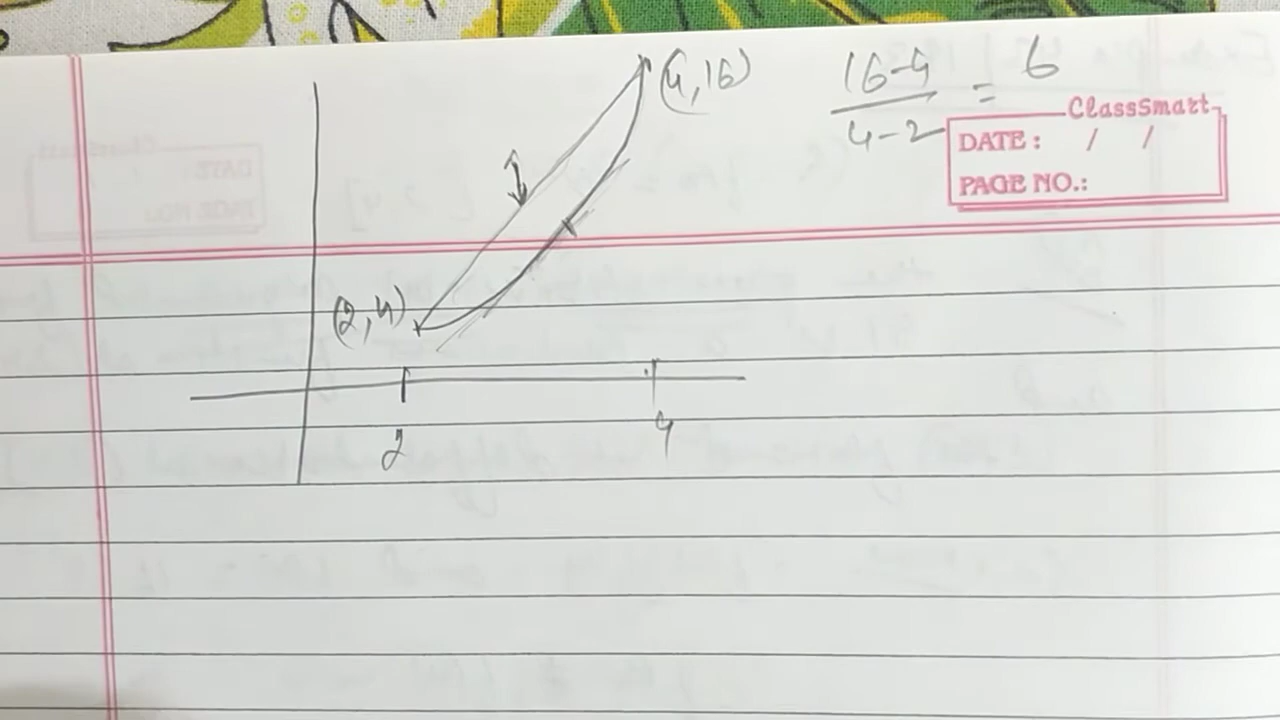 (4,16)
16-4
4-2
= 6
ClassSmart
DATE: / /
PAGE NO.:
(2,4)
2
4